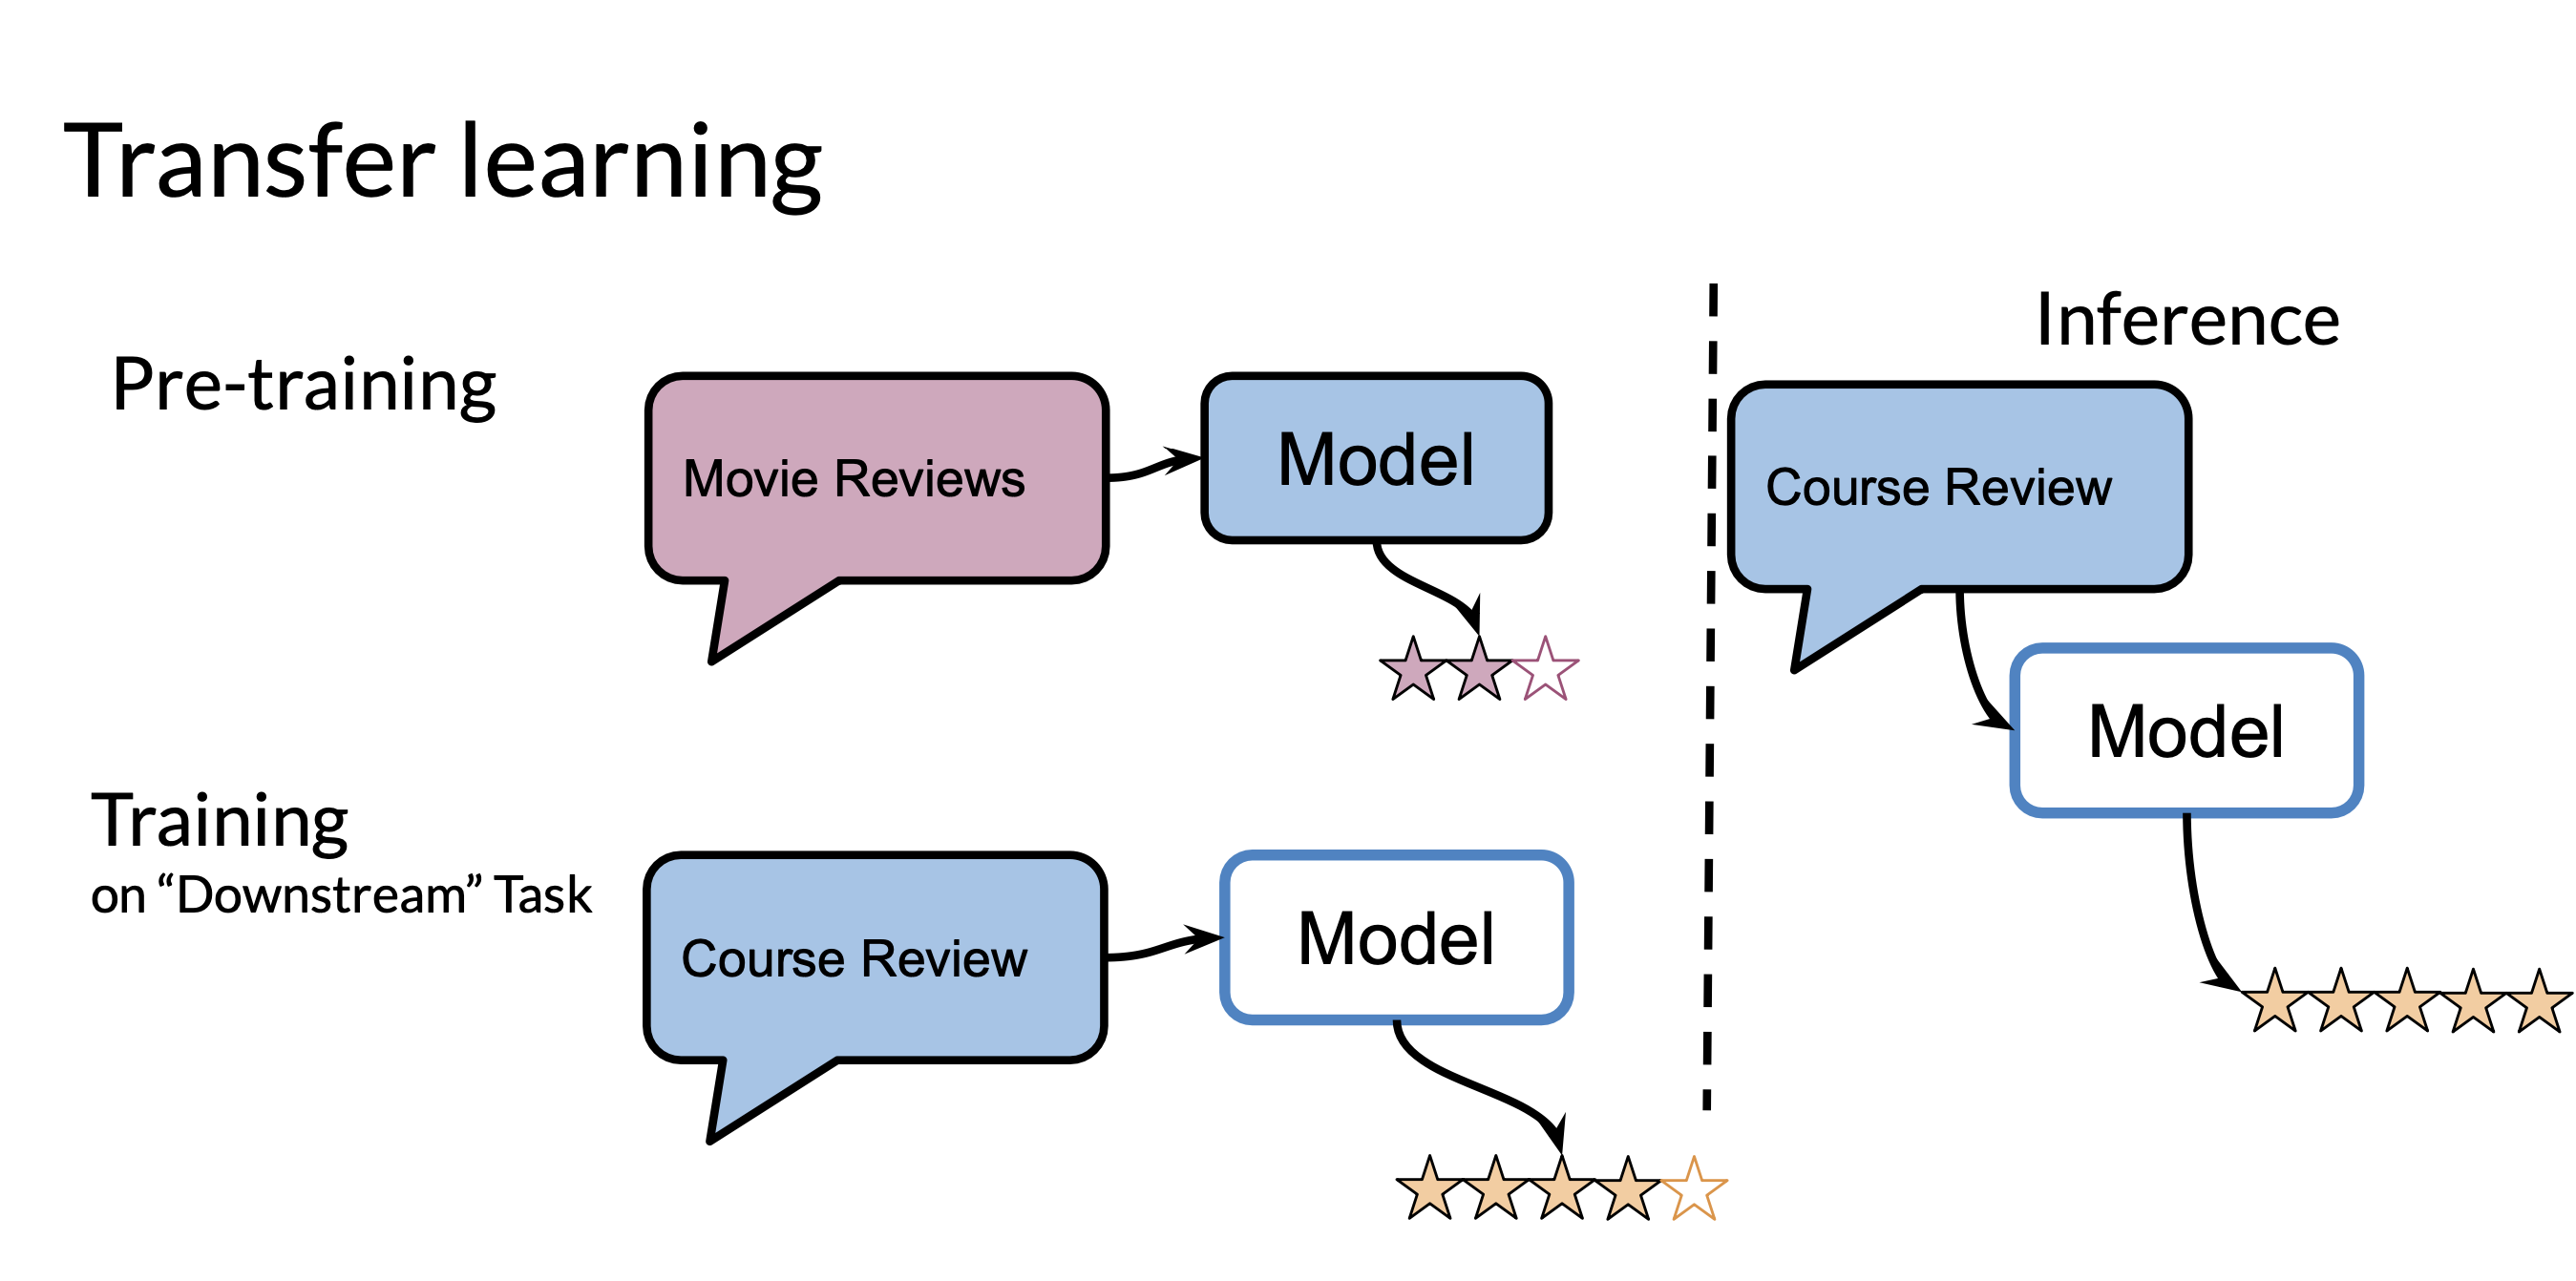 Transfer learning
Pre-training
Movie Reviews
Model
Training
on “Downstream” Task
Course Review
Model
Inference
Course Review
Model